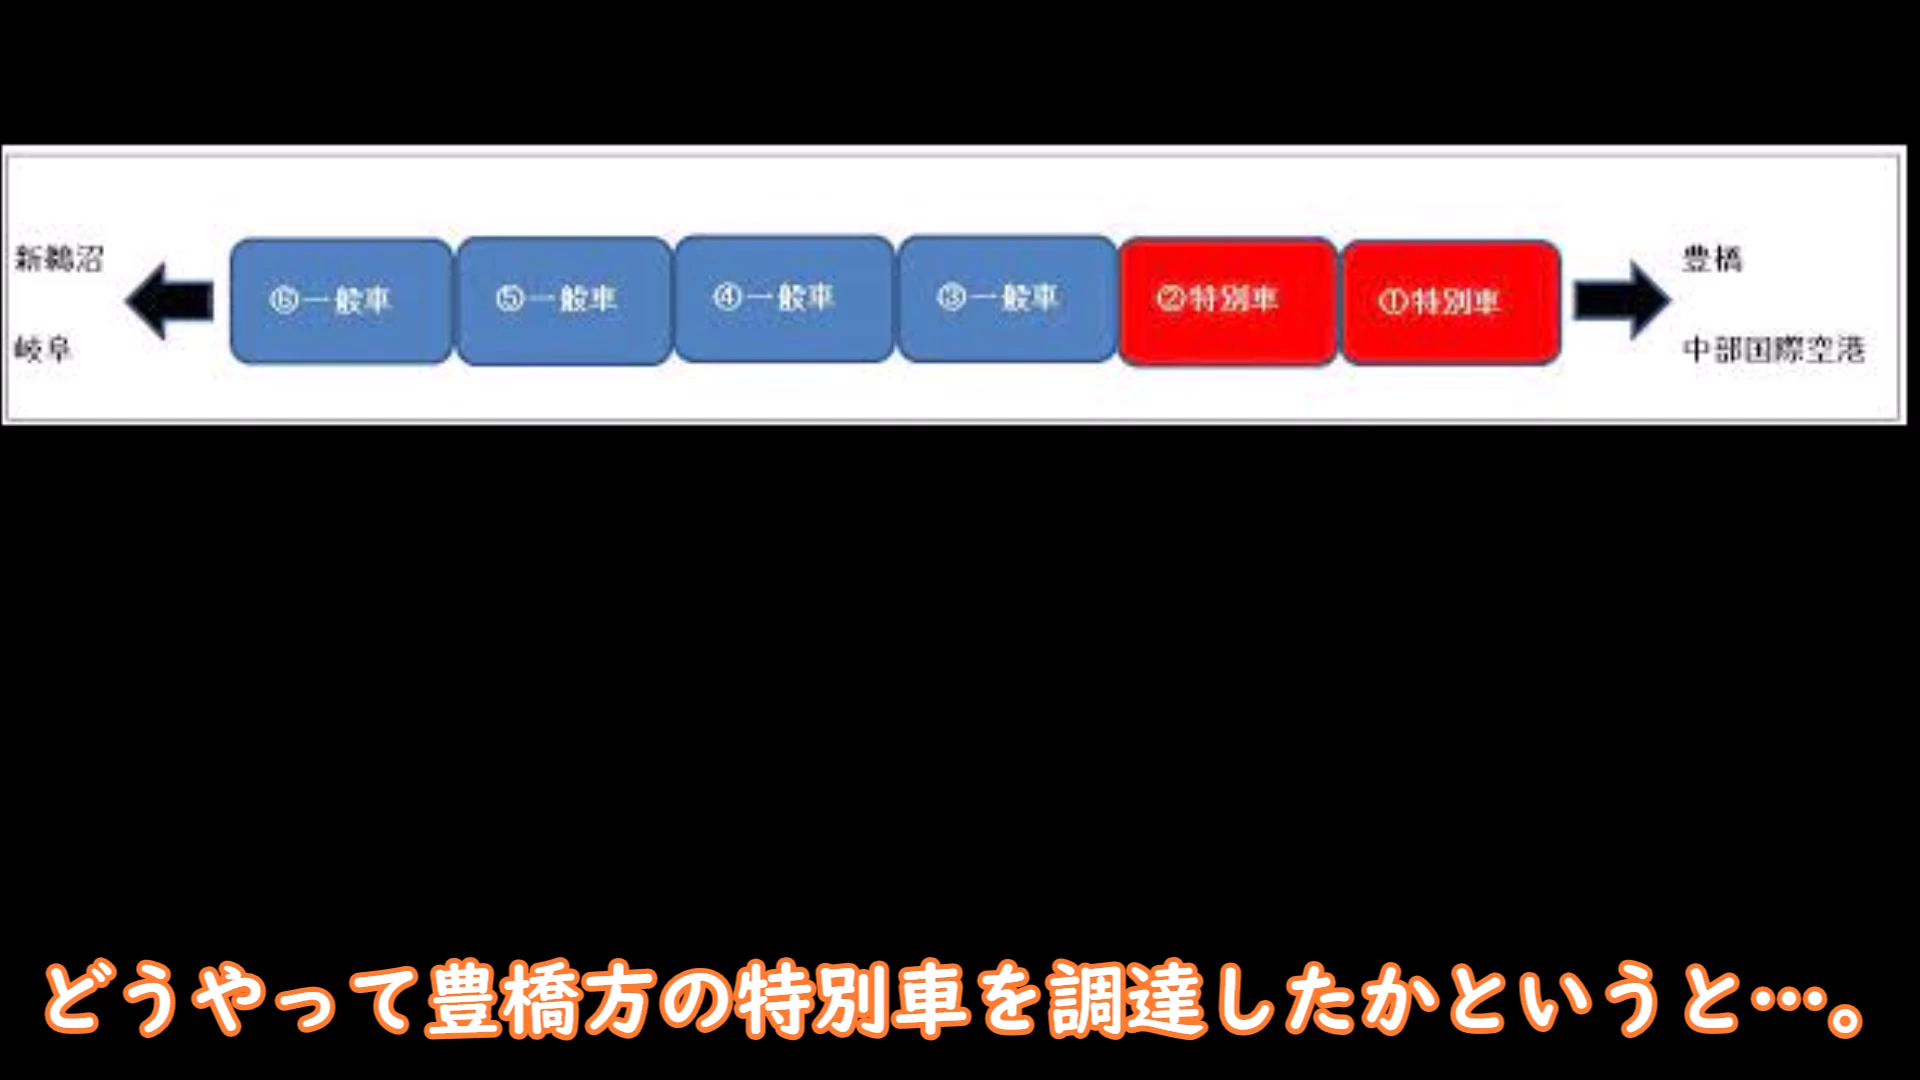 新鵜沼
岐阜
⑥一般車
⑤一般車
④一般車
③一般車
②特別車
①特別車
豊橋
中部国際空港
どうやって豊橋方の特別車を調達したかというと…。